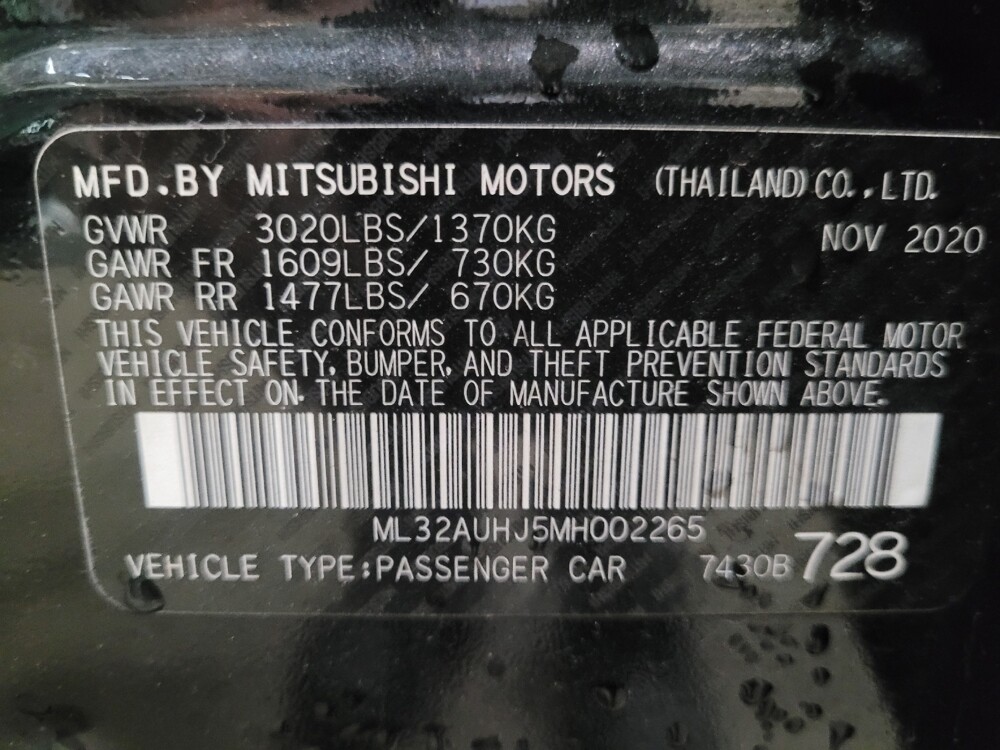 MFD.BY MITSUBISHI MOTORS (THAILAND) CO.,LTD.
GVWR 3020LBS/1370KG NOV 2020
GAWR FR 1609LBS/ 730KG
GAWR RR 1477LBS/ 670KG
THIS VEHICLE CONFORMS TO ALL APPLICABLE FEDERAL MOTOR
VEHICLE SAFETY, BUMPER, AND THEFT PREVENTION STANDARDS
IN EFFECT ON THE DATE OF MANUFACTURE SHOWN ABOVE.
ML32AUHJ5MH002265
VEHICLE TYPE:PASSENGER CAR 7430B 728